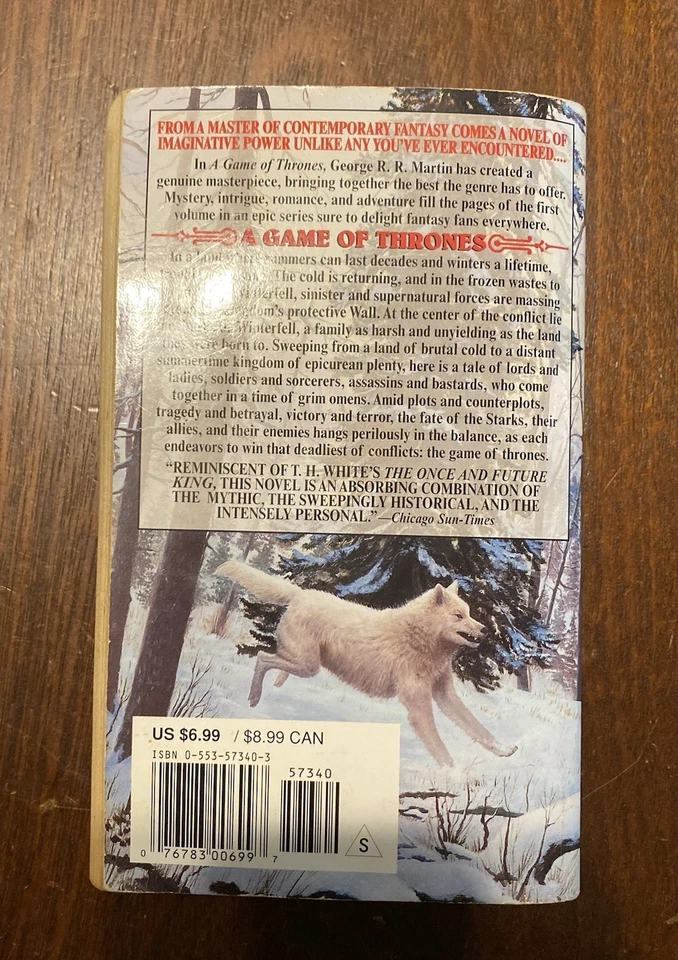 FROM A MASTER OF CONTEMPORARY FANTASY COMES A NOVEL OF
IMAGINATIVE POWER UNLIKE ANY YOU'VE EVER ENCOUNTERED....
In A Game of Thrones, George R. R. Martin has created a
genuine masterpiece, bringing together the best the genre has to offer.
Mystery, intrigue, romance, and adventure fill the pages of the first
volume in an epic series sure to delight fantasy fans everywhere.
A GAME OF THRONES
In a land where summers can last decades and winters a lifetime,
The cold is returning, and in the frozen wastes to
Winterfell, sinister and supernatural forces are massing
kingdom's protective Wall. At the center of the conflict lie
Winterfell, a family as harsh and unyielding as the land
they were born to. Sweeping from a land of brutal cold to a distant
summertime kingdom of epicurean plenty, here is a tale of lords and
ladies, soldiers and sorcerers, assassins and bastards, who come
together in a time of grim omens. Amid plots and counterplots,
tragedy and betrayal, victory and terror, the fate of the Starks, their
allies, and their enemies hangs perilously in the balance, as each
endeavors to win that deadliest of conflicts: the game of thrones.
"REMINISCENT OF T. H. WHITE'S THE ONCE AND FUTURE
KING, THIS NOVEL IS AN ABSORBING COMBINATION OF
THE MYTHIC, THE SWEEPINGLY HISTORICAL, AND THE
INTENSELY PERSONAL."—Chicago Sun-Times
US $6.99 / $8.99 CAN
ISBN 0-553-57340-3
57340
0 76783 00699 7
S